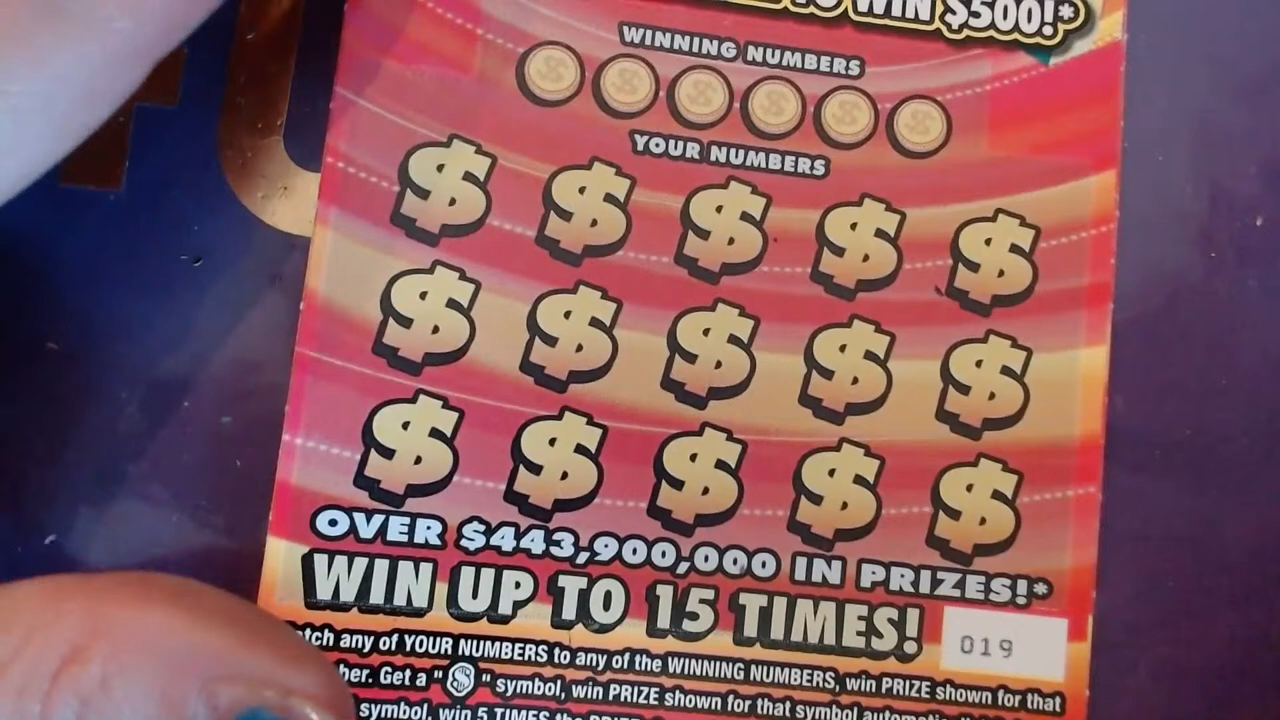 TO WIN $500!*
WINNING NUMBERS
$ $ $ $ $ $
YOUR NUMBERS
$ $ $ $ $
$ $ $ $ $
$ $ $ $ $
OVER $443,900,000 IN PRIZES!*
WIN UP TO 15 TIMES!
019
any of YOUR NUMBERS to any of the WINNING NUMBERS, win PRIZE shown for that
Get a " $ " symbol, win PRIZE shown for that symbol
symbol, win 5 TIMES the